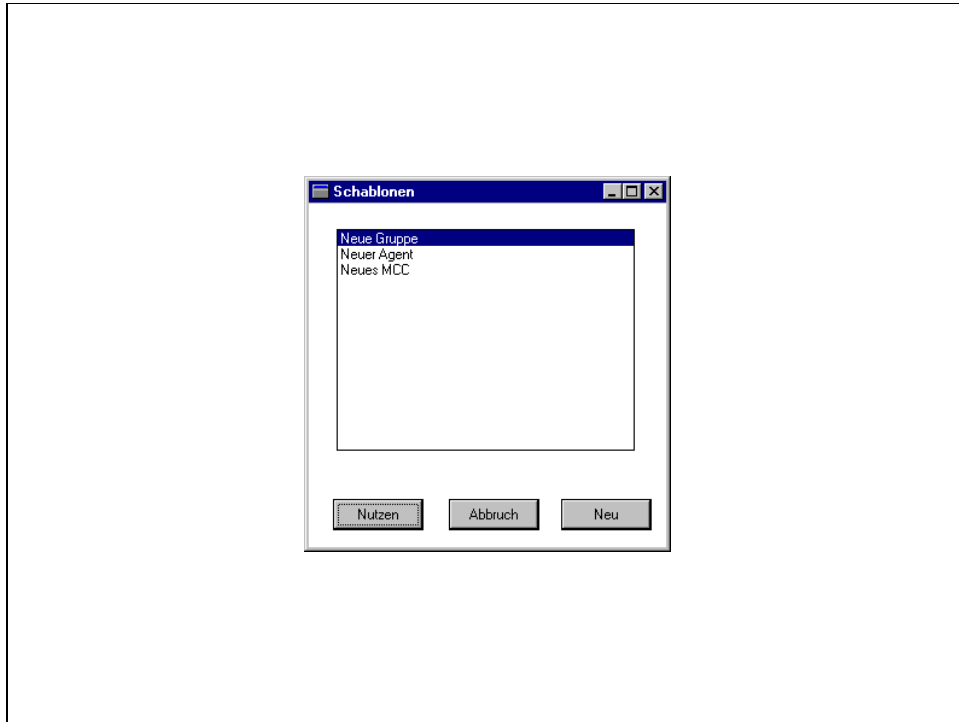 Schablonen
Neue Gruppe
Neuer Agent
Neues MCC
Nutzen Abbruch Neu